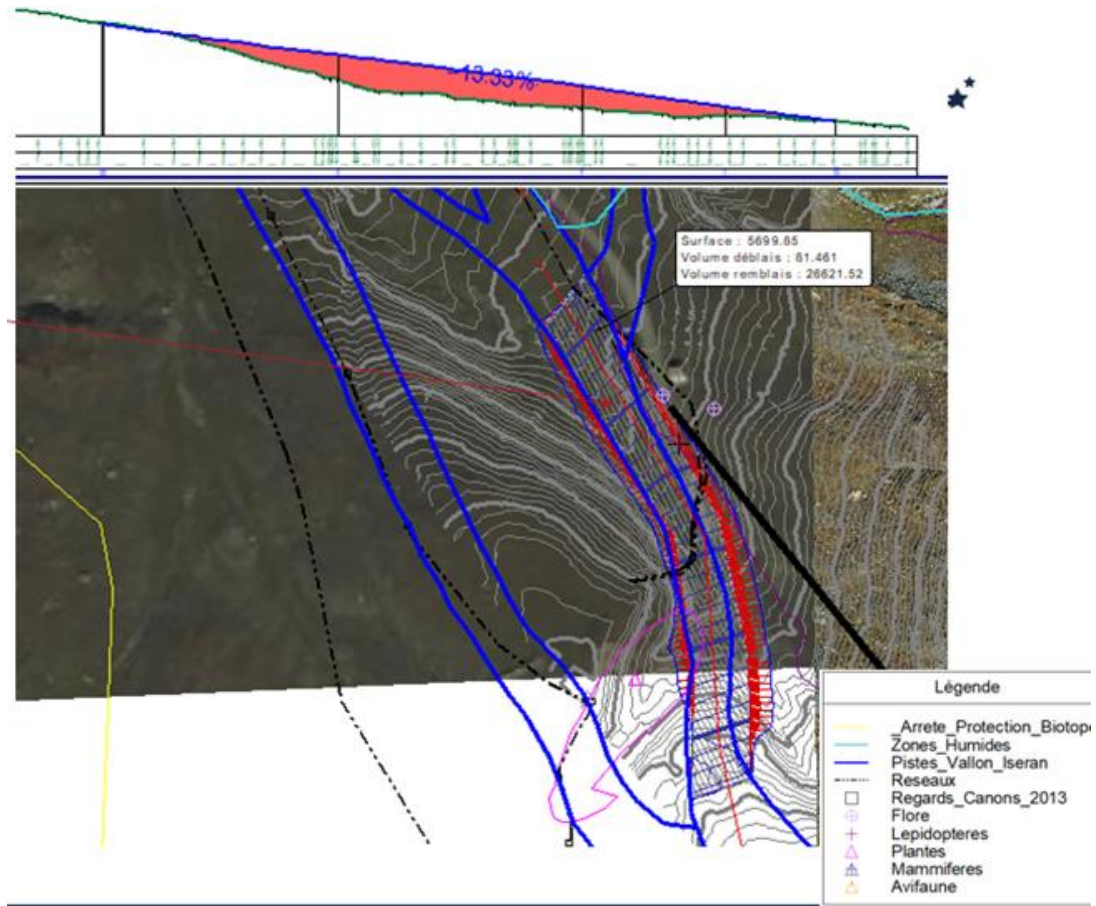 -13.33%
Surface : 5699.65
Volume déblais : 81.461
Volume remblais : 26621.52
Légende
_Arrete_Protection_Biotop
Zones_Humides
Pistes_Vallon_Iseran
Reseaux
Regards_Canons_2013
Flore
Lepidopteres
Plantes
Mammiferes
Avifaune